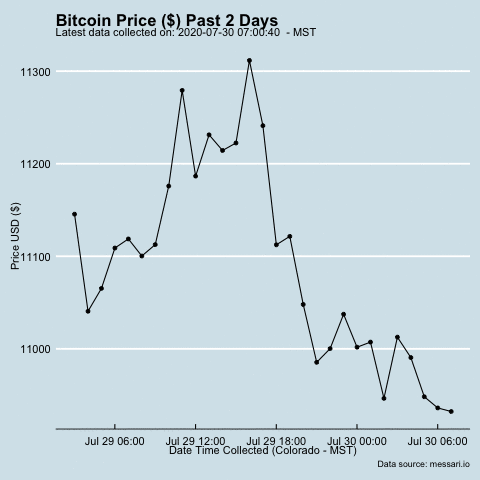 Bitcoin Price ($) Past 2 Days
Latest data collected on: 2020-07-30 07:00:40  - MST
Price USD ($)
11300
11200
11100
11000
Jul 29 06:00 Jul 29 12:00 Jul 29 18:00 Jul 30 00:00 Jul 30 06:00
Date Time Collected (Colorado - MST)
Data source: messari.io